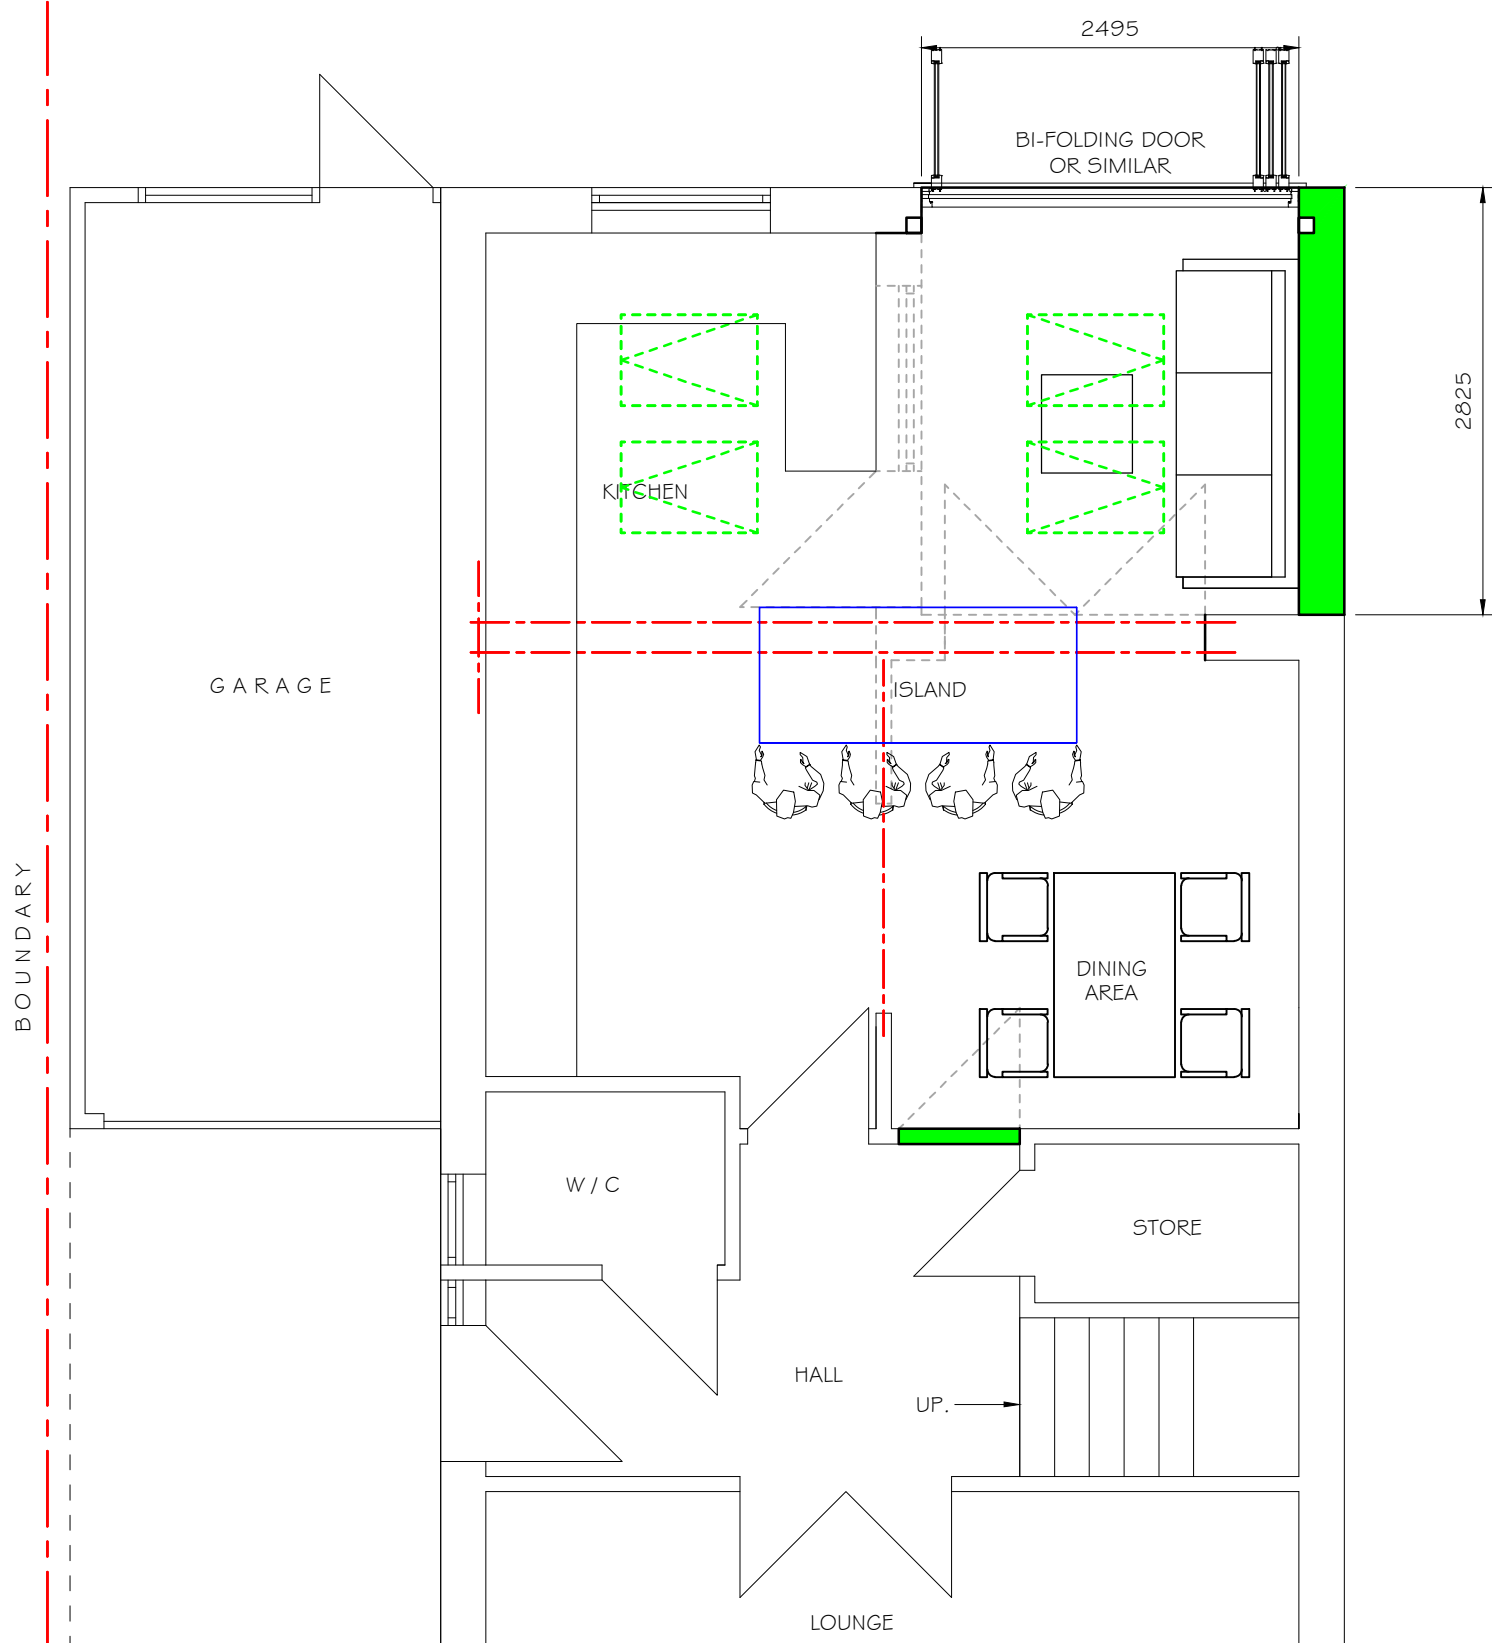 2495
BI-FOLDING DOOR
OR SIMILAR
2825
KITCHEN
GARAGE
ISLAND
BOUNDARY
DINING
AREA
W/C
STORE
HALL
UP.
LOUNGE